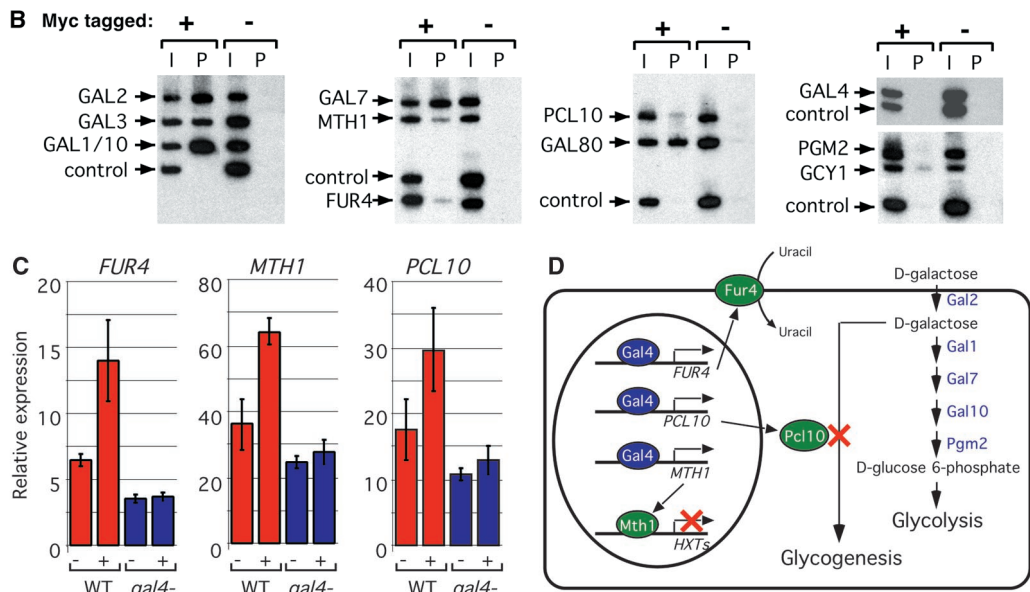 B Myc tagged: + - + - + - + -
I P I P I P I P I P I P I P I P
GAL2
GAL3
GAL1/10
control
GAL7
MTH1
control
FUR4
PCL10
GAL80
control
GAL4
control
PGM2
GCY1
control
C
FUR4 MTH1 PCL10
Relative expression
20
15
10
5
0
80
60
40
20
0
40
30
20
10
0
- + - + - + - + - + - +
WT gal4- WT gal4- WT gal4-
D
Uracil
Fur4
Uracil
D-galactose
Gal2
D-galactose
Gal1
Gal7
Gal10
Pgm2
D-glucose 6-phosphate
Glycolysis
Gal4
FUR4
Gal4
PCL10
Pcl10
Gal4
MTH1
Mth1
HXTs
Glycogenesis